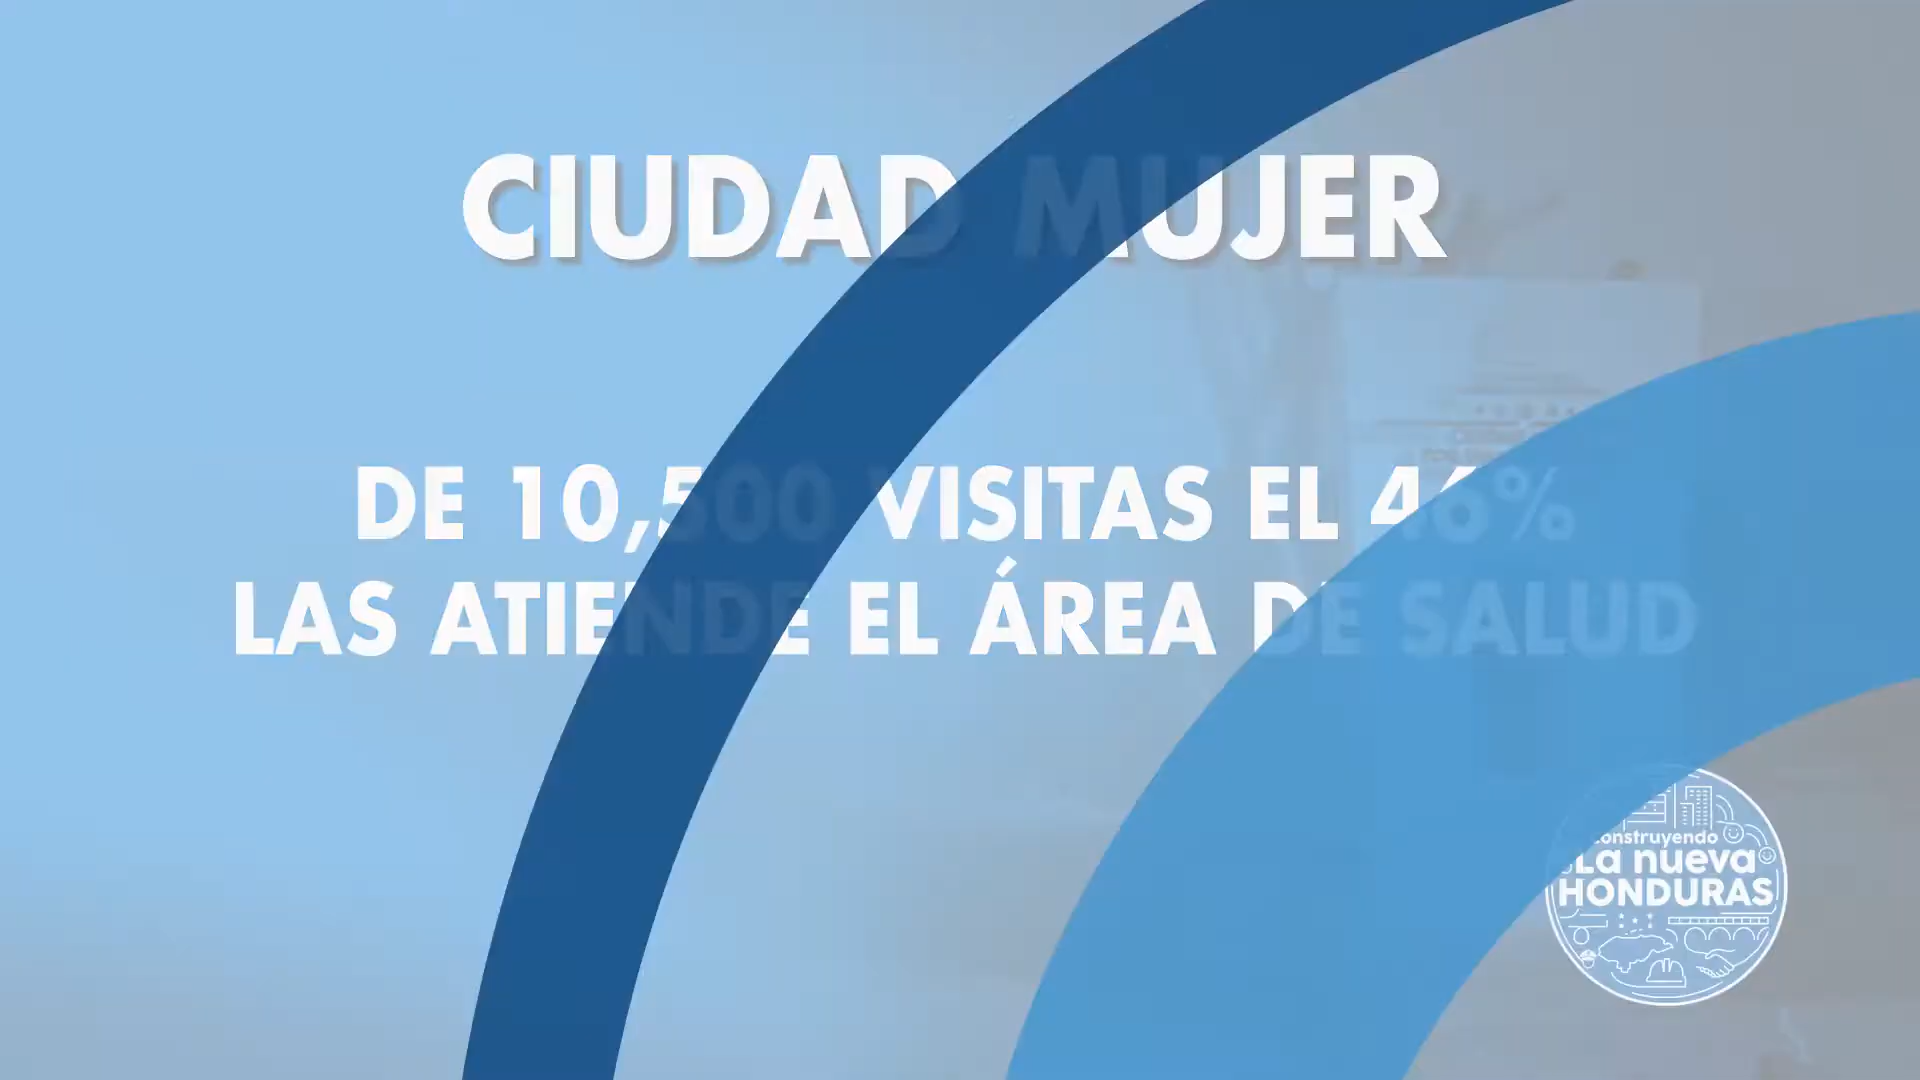 CIUDAD MUJER
DE 10,500 VISITAS EL 46%
LAS ATIENDE EL ÁREA DE SALUD
construyendo
La nueva
HONDURAS